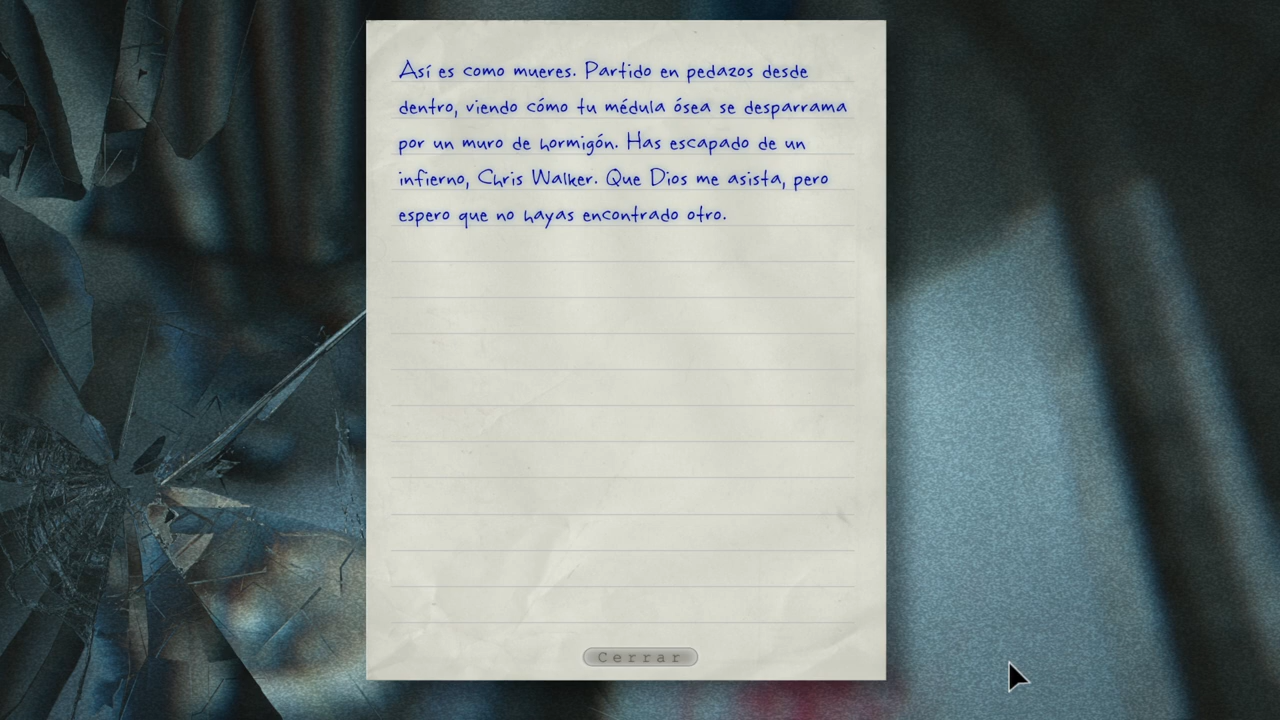 Así es como mueres. Partido en pedazos desde
dentro, viendo cómo tu médula ósea se desparrama
por un muro de hormigón. Has escapado de un
infierno, Chris Walker. Que Dios me asista, pero
espero que no hayas encontrado otro.
Cerrar